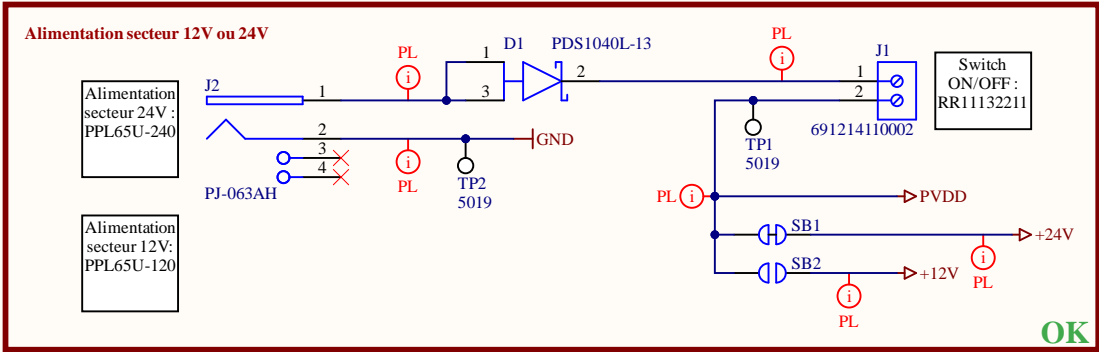 Alimentation secteur 12V ou 24V
Alimentation
secteur 24V :
PPL65U-240
Alimentation
secteur 12V:
PPL65U-120
J2
1
2
3
4
PJ-063AH
PL
i
i
PL
TP2
5019
GND
1
3
D1
PDS1040L-13
2
PL
i
J1
1
2
691214110002
Switch
ON/OFF :
RR11132211
TP1
5019
PL
i
PVDD
SB1
+24V
i
PL
SB2
+12V
i
PL
OK